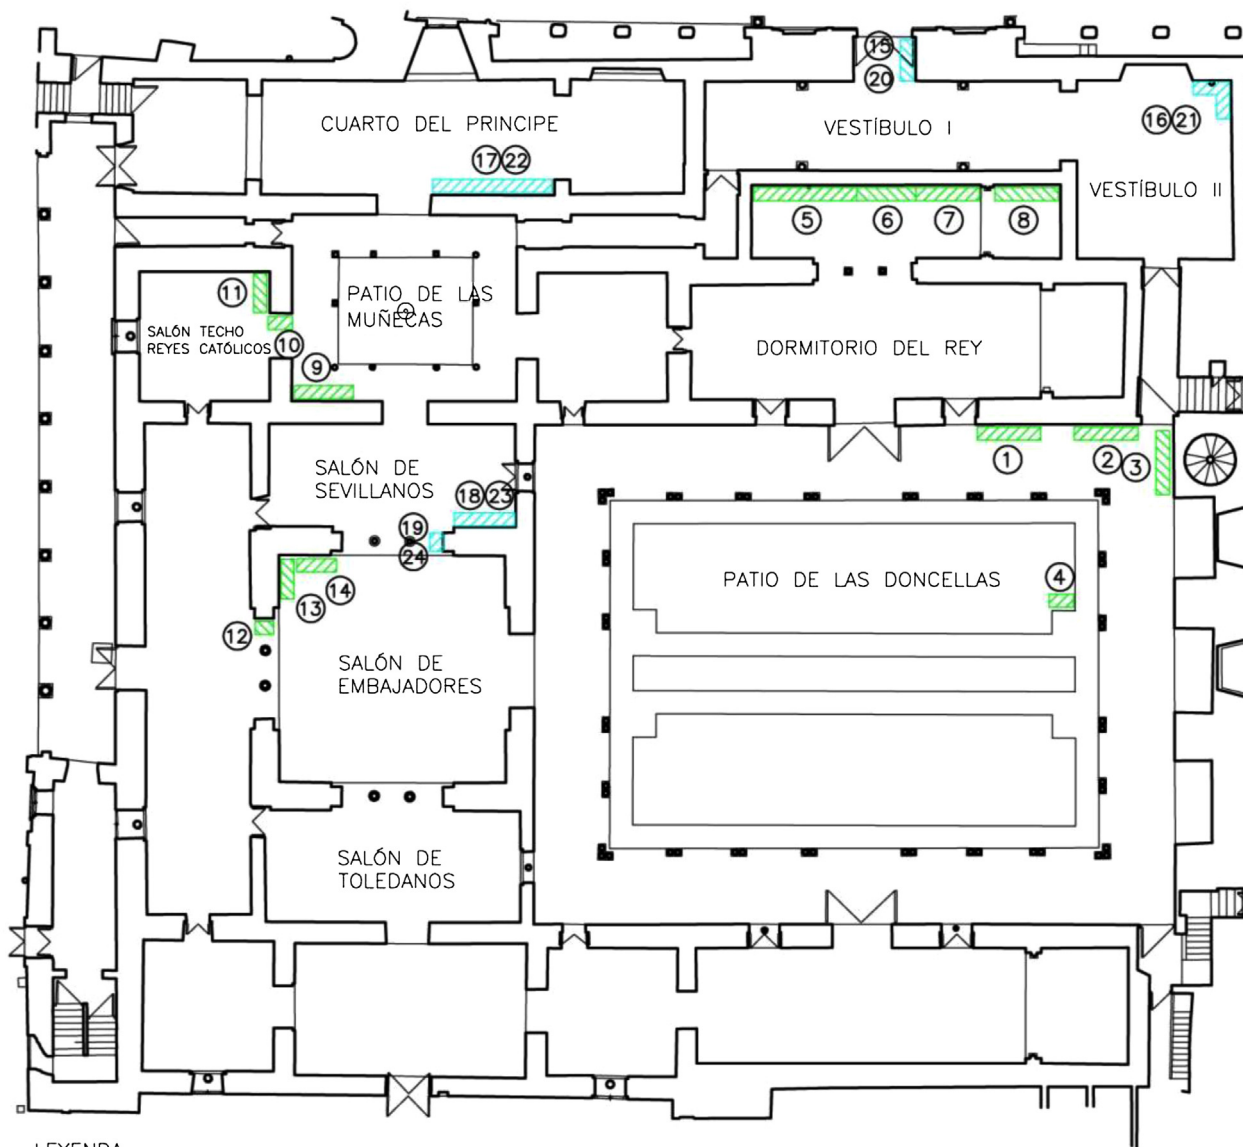 15
20
CUARTO DEL PRINCIPE
VESTÍBULO I
16 21
17 22
VESTÍBULO II
5 6 7 8
11
PATIO DE LAS
MUÑECAS
SALÓN TECHO
REYES CATÓLICOS
10
DORMITORIO DEL REY
9
1 2 3
SALÓN DE
SEVILLANOS
18 23
19
24
14
13
12
PATIO DE LAS DONCELLAS
4
SALÓN DE
EMBAJADORES
SALÓN DE
TOLEDANOS
LEYENDA